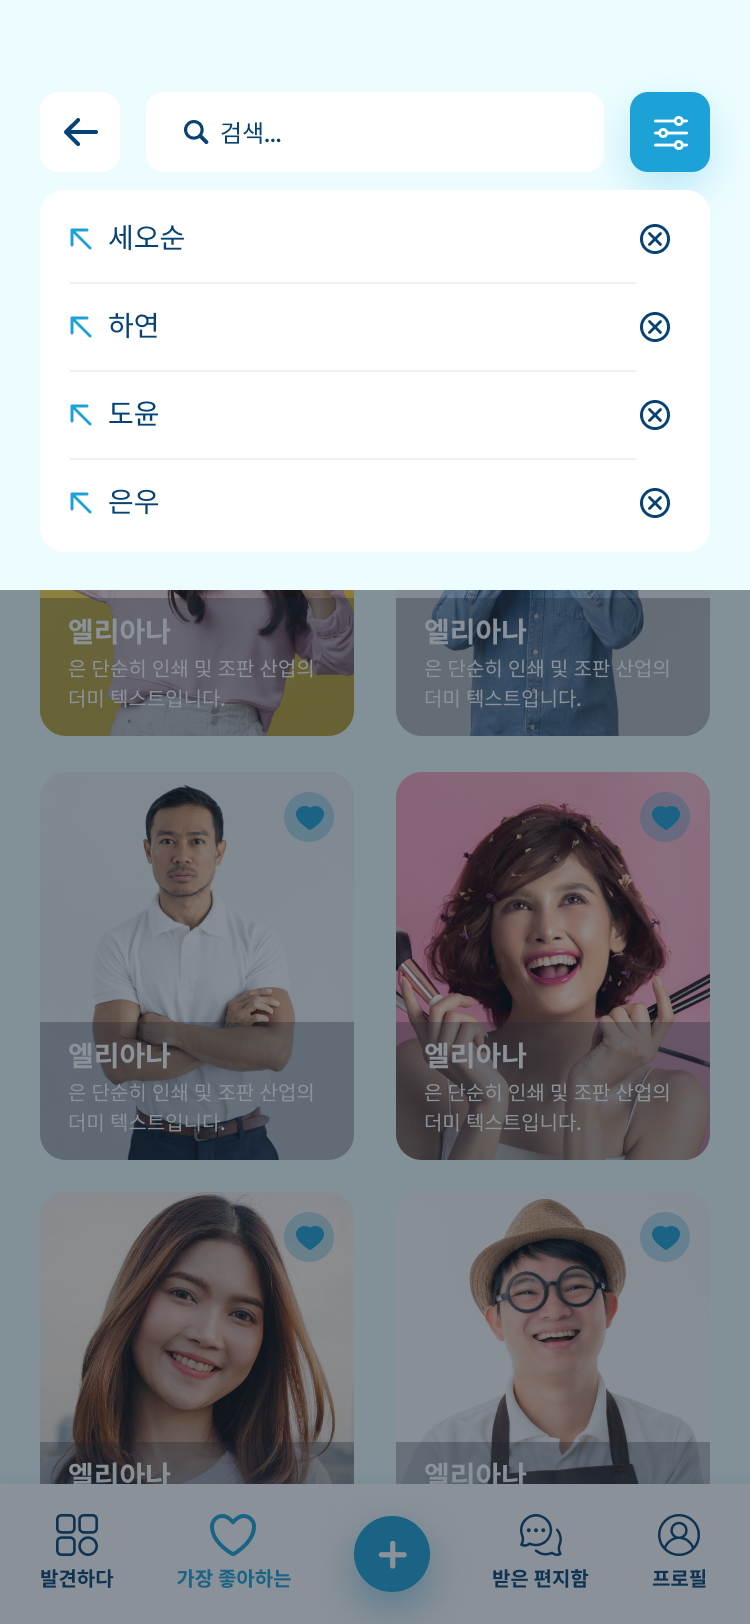 검색...
세오순
하연
도윤
은우
엘리아나
은 단순히 인쇄 및 조판 산업의
더미 텍스트입니다.
엘리아나
은 단순히 인쇄 및 조판 산업의
더미 텍스트입니다.
엘리아나
은 단순히 인쇄 및 조판 산업의
더미 텍스트입니다.
엘리아나
은 단순히 인쇄 및 조판 산업의
더미 텍스트입니다.
엘리아나
엘리아나
발견하다
가장 좋아하는
받은 편지함
프로필